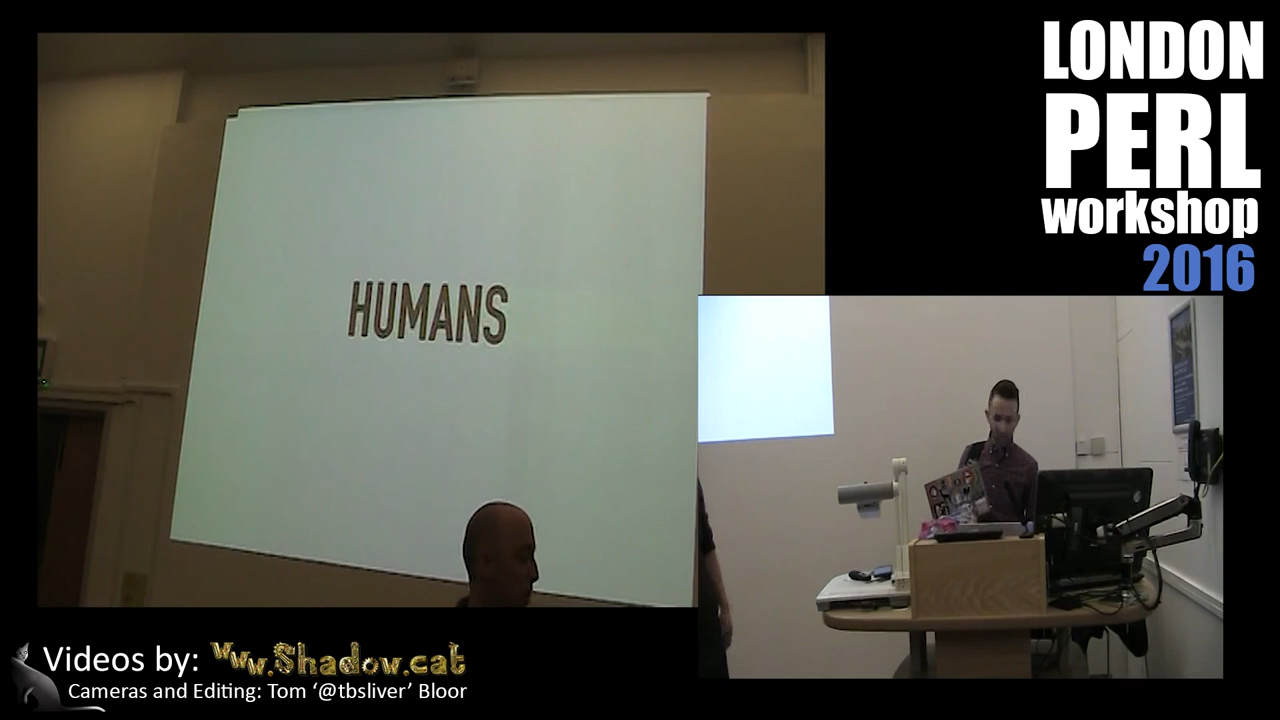 LONDON
PERL
workshop
2016
HUMANS
Videos by: www.Shadow.cat
Cameras and Editing: Tom ‘@tbsliver’ Bloor